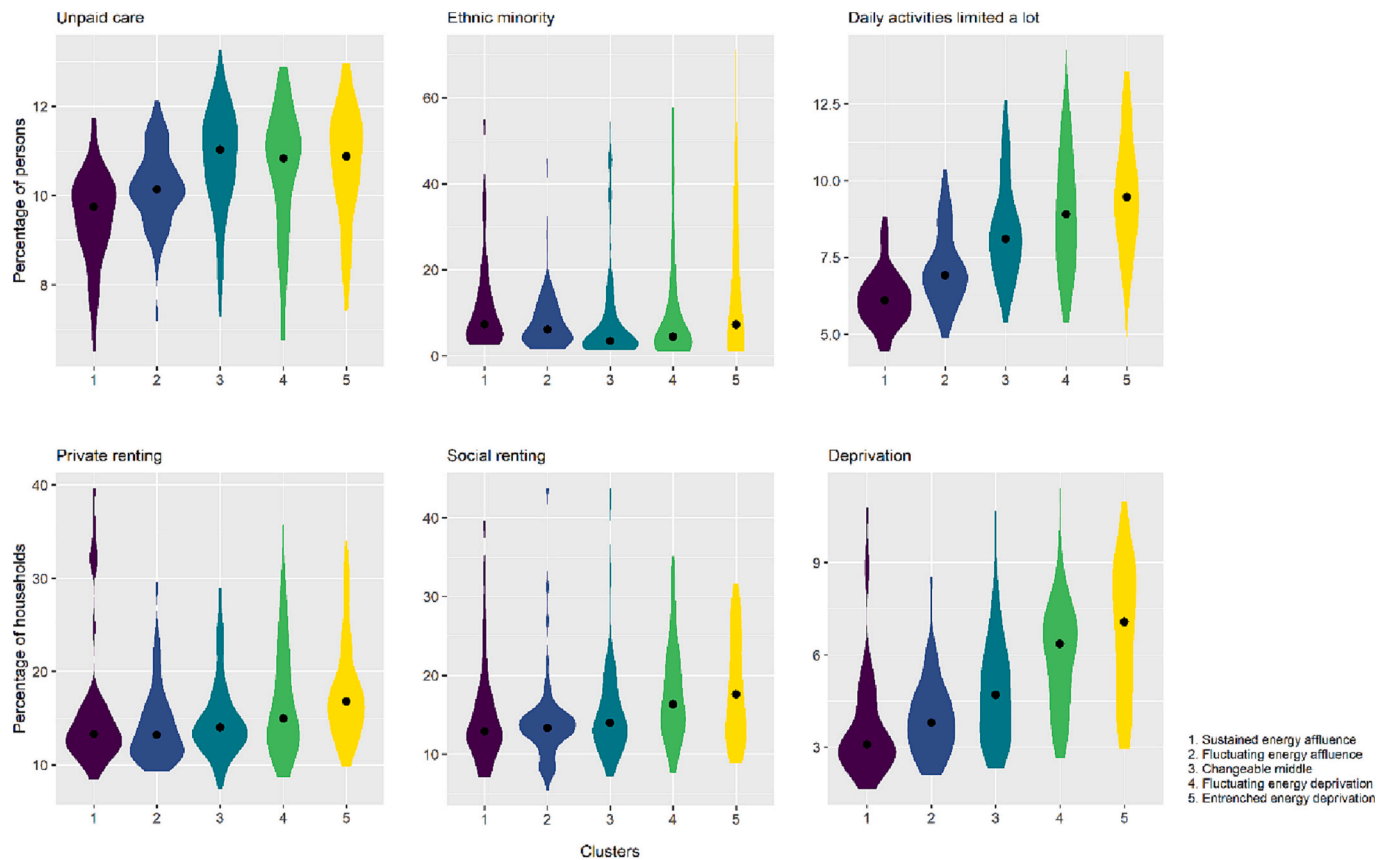 Unpaid care
Ethnic minority
Daily activities limited a lot
Percentage of persons
12
10
8
1 2 3 4 5
60
40
20
0
1 2 3 4 5
12.5
10.0
7.5
5.0
1 2 3 4 5
Private renting
Social renting
Deprivation
Percentage of households
40
30
20
10
1 2 3 4 5
40
30
20
10
1 2 3 4 5
9
6
3
1 2 3 4 5
Clusters
1. Sustained energy affluence
2. Fluctuating energy affluence
3. Changeable middle
4. Fluctuating energy deprivation
5. Entrenched energy deprivation